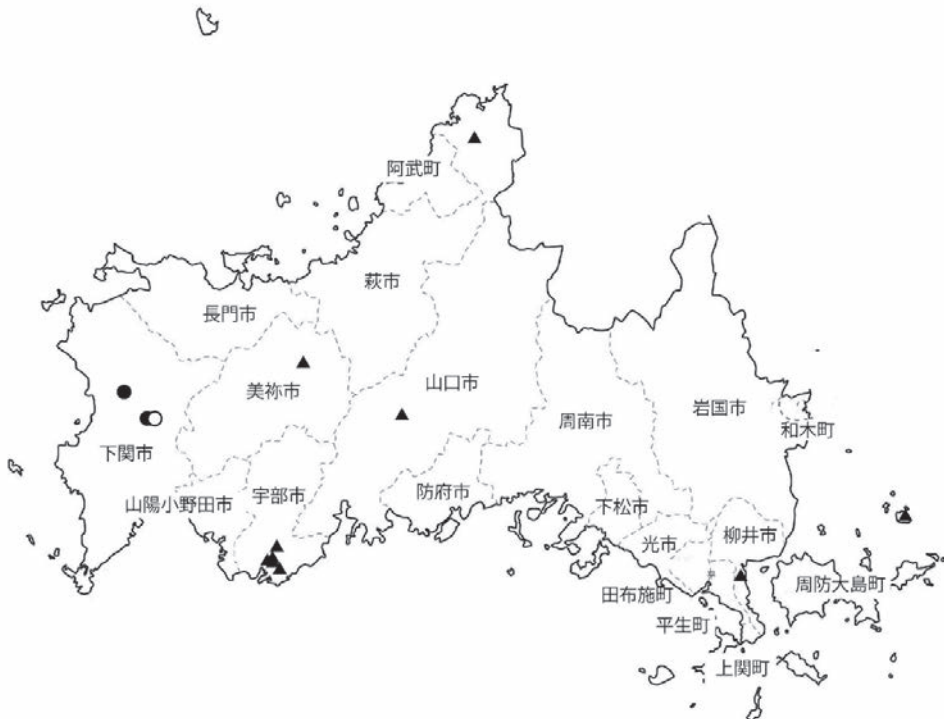 阿武町
萩市
長門市
美祢市
山口市
岩国市
周南市
和木町
下関市
防府市
宇部市
山陽小野田市
下松市
柳井市
光市
周防大島町
田布施町
平生町
上関町